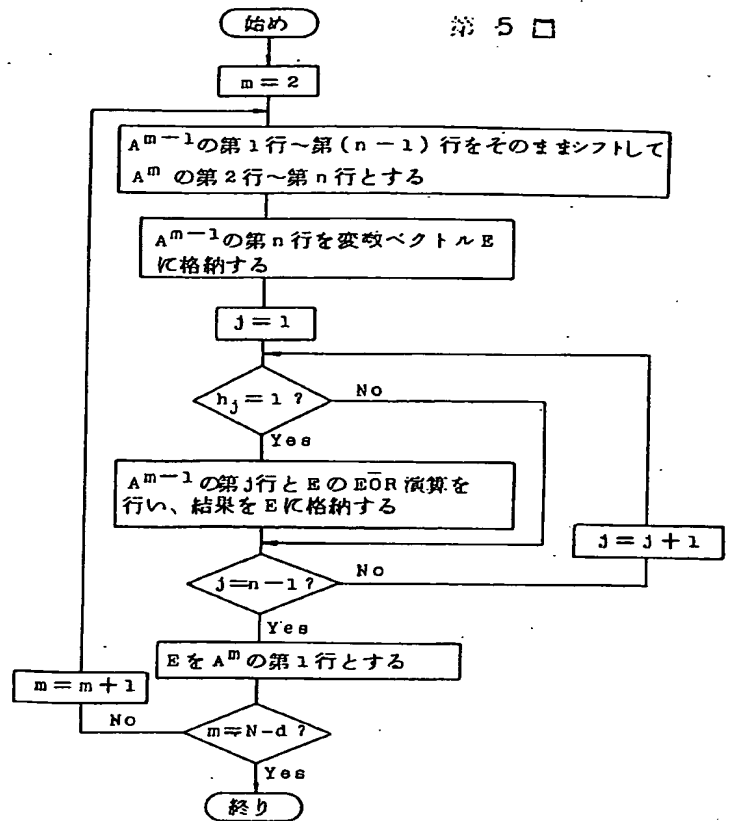 第 5 口
始め
m = 2
A^m−1の第1行〜第(n−1)行をそのままシフトして
A^m の第2行〜第n行とする
A^m−1の第n行を変数ベクトルE
に格納する
j = 1
h_j = 1 ?
No
Yes
A^m−1の第j行とEのEOR演算を
行い、結果をEに格納する
j = j + 1
j = n − 1 ?
No
Yes
EをA^mの第1行とする
m = m + 1
No
m = N-d ?
Yes
終り